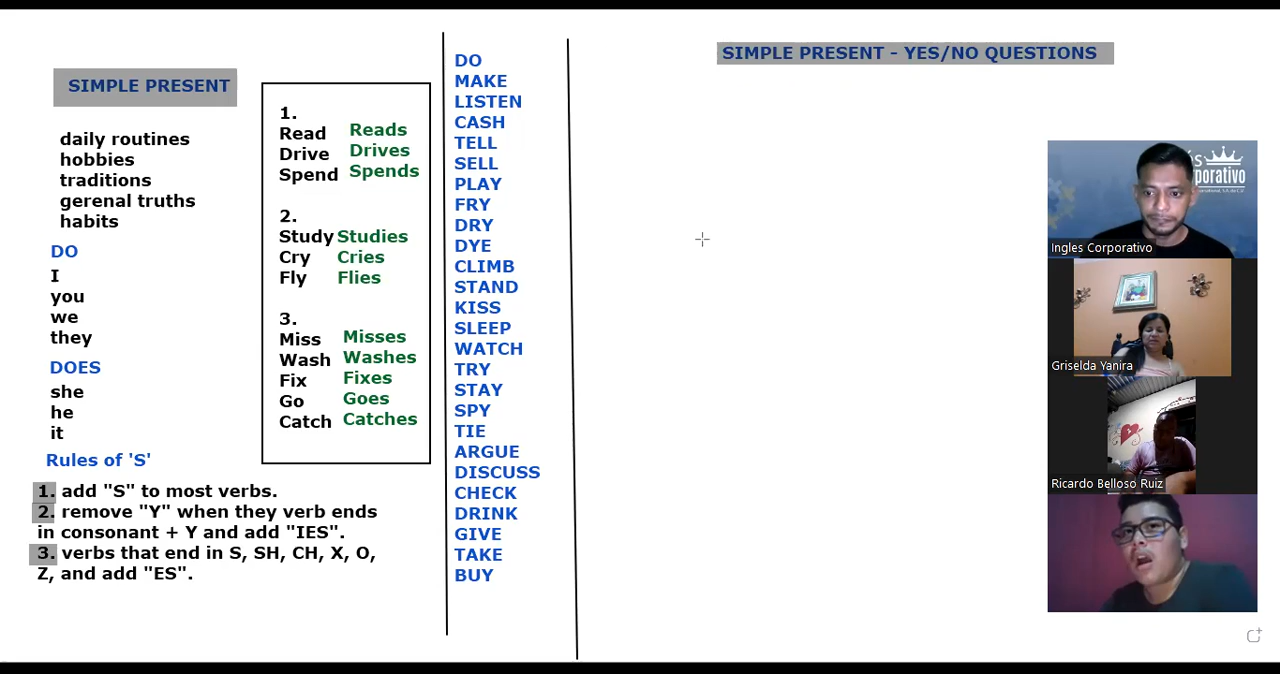 SIMPLE PRESENT
daily routines
hobbies
traditions
gerenal truths
habits
DO
I
you
we
they
DOES
she
he
it
Rules of 'S'
1. add "S" to most verbs.
2. remove "Y" when they verb ends
in consonant + Y and add "IES".
3. verbs that end in S, SH, CH, X, O,
Z, and add "ES".
1.
Read Reads
Drive Drives
Spend Spends
2.
Study Studies
Cry Cries
Fly Flies
3.
Miss Misses
Wash Washes
Fix Fixes
Go Goes
Catch Catches
DO
MAKE
LISTEN
CASH
TELL
SELL
PLAY
FRY
DRY
DYE
CLIMB
STAND
KISS
SLEEP
WATCH
TRY
STAY
SPY
TIE
ARGUE
DISCUSS
CHECK
DRINK
GIVE
TAKE
BUY
SIMPLE PRESENT - YES/NO QUESTIONS
és
porativo
Ingles Corporativo
Griselda Yanira
Ricardo Belloso Ruiz